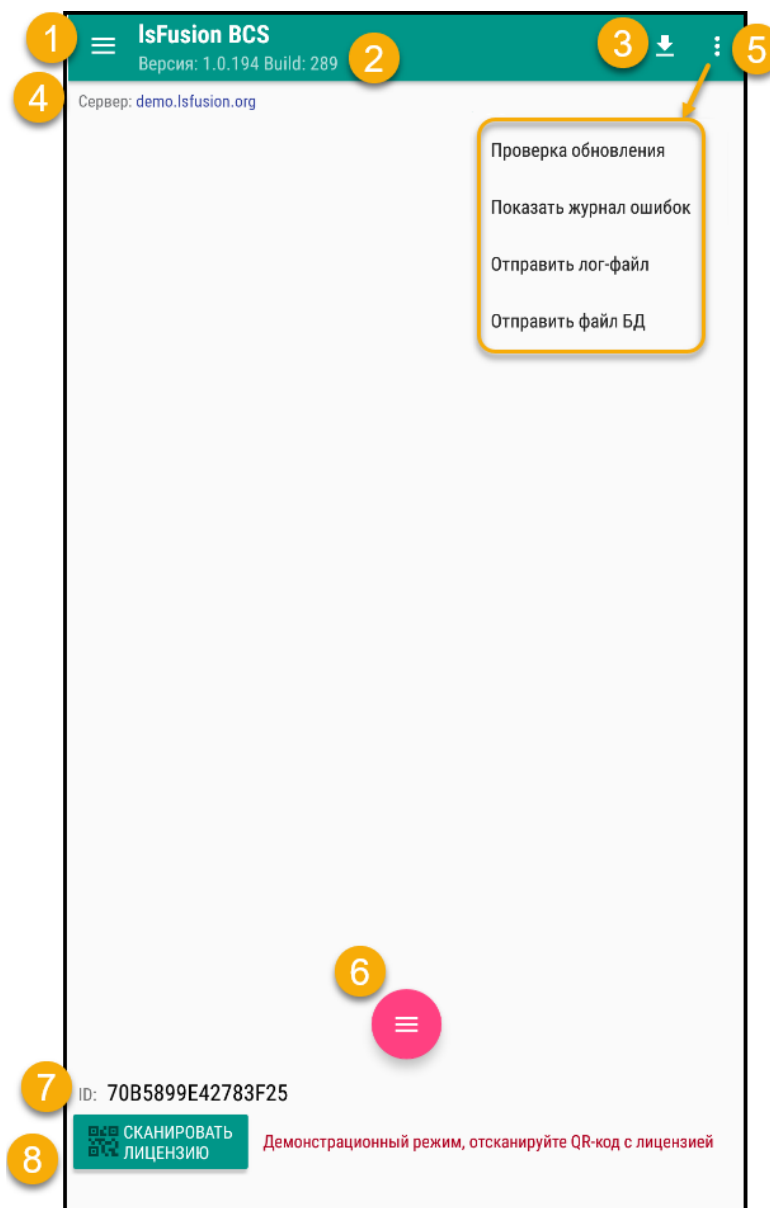 1
lsFusion BCS
Версия: 1.0.194 Build: 289
2
3
5
4
Сервер: demo.lsfusion.org
Проверка обновления
Показать журнал ошибок
Отправить лог-файл
Отправить файл БД
6
7
ID: 70B5899E42783F25
8
СКАНИРОВАТЬ
ЛИЦЕНЗИЮ
Демонстрационный режим, отсканируйте QR-код с лицензией